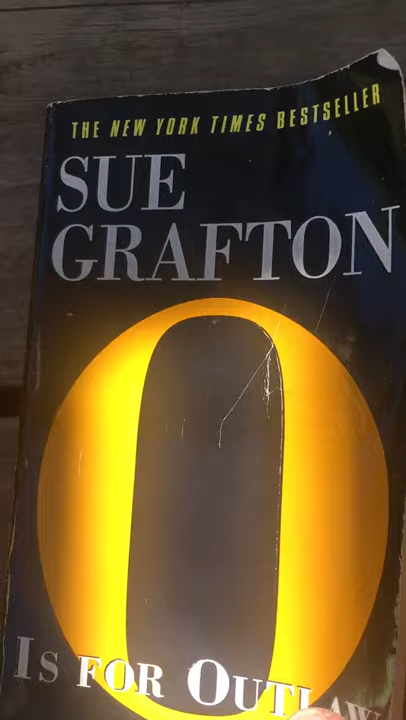 THE NEW YORK TIMES BESTSELLER
SUE
GRAFTON
O
IS FOR OUTLAW